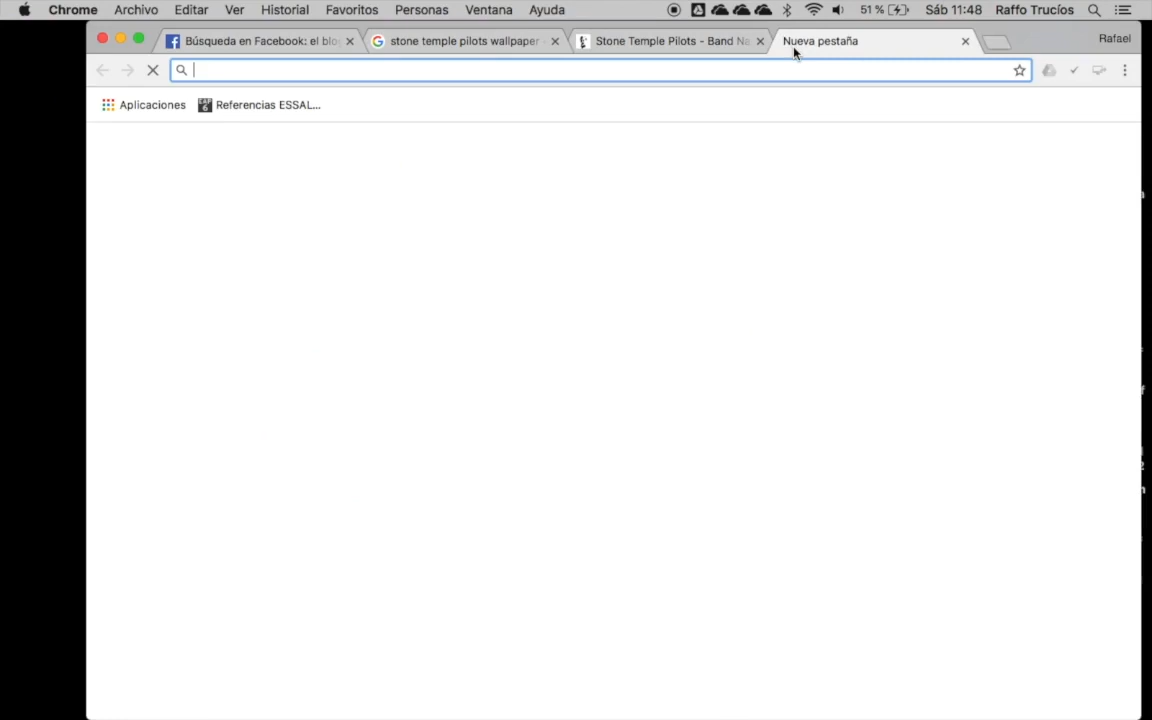 Chrome Archivo Editar Ver Historial Favoritos Personas Ventana Ayuda 51 % Sáb 11:48 Raffo Trucíos
Búsqueda en Facebook: el blo stone temple pilots wallpaper - Stone Temple Pilots - Band Na Nueva pestaña Rafael
Aplicaciones Referencias ESSAL...